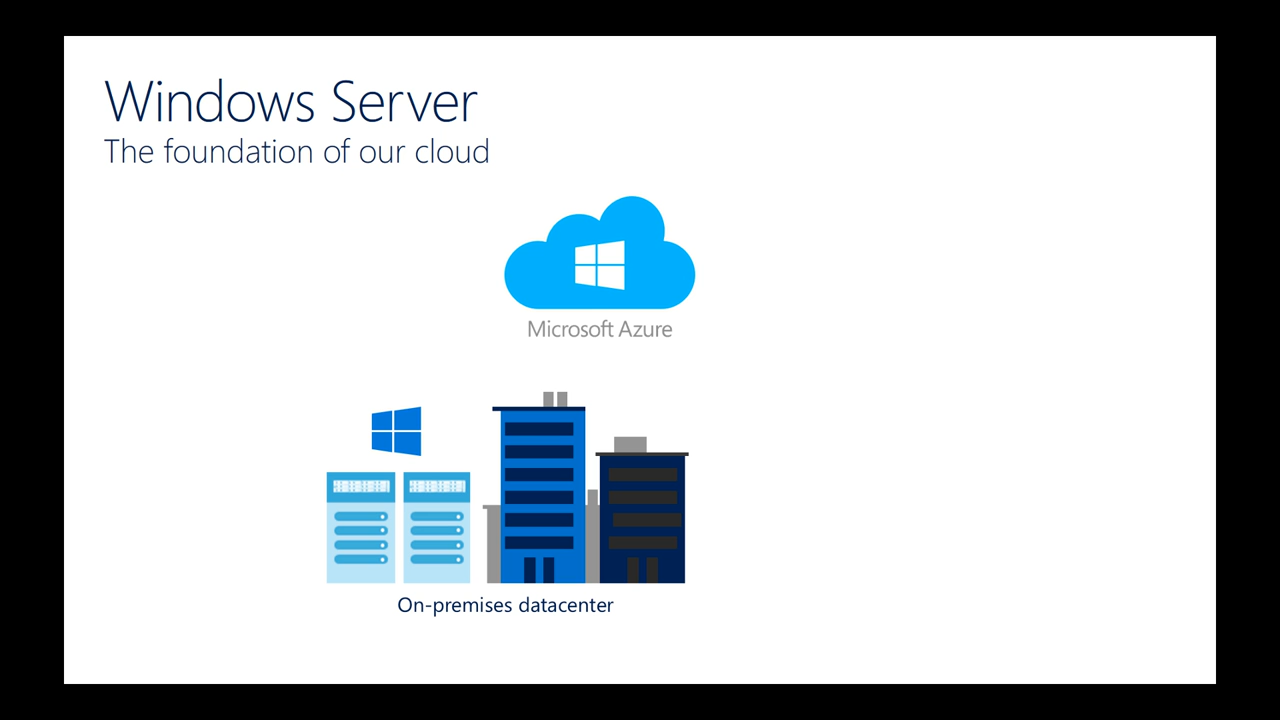 Windows Server
The foundation of our cloud
Microsoft Azure
On-premises datacenter